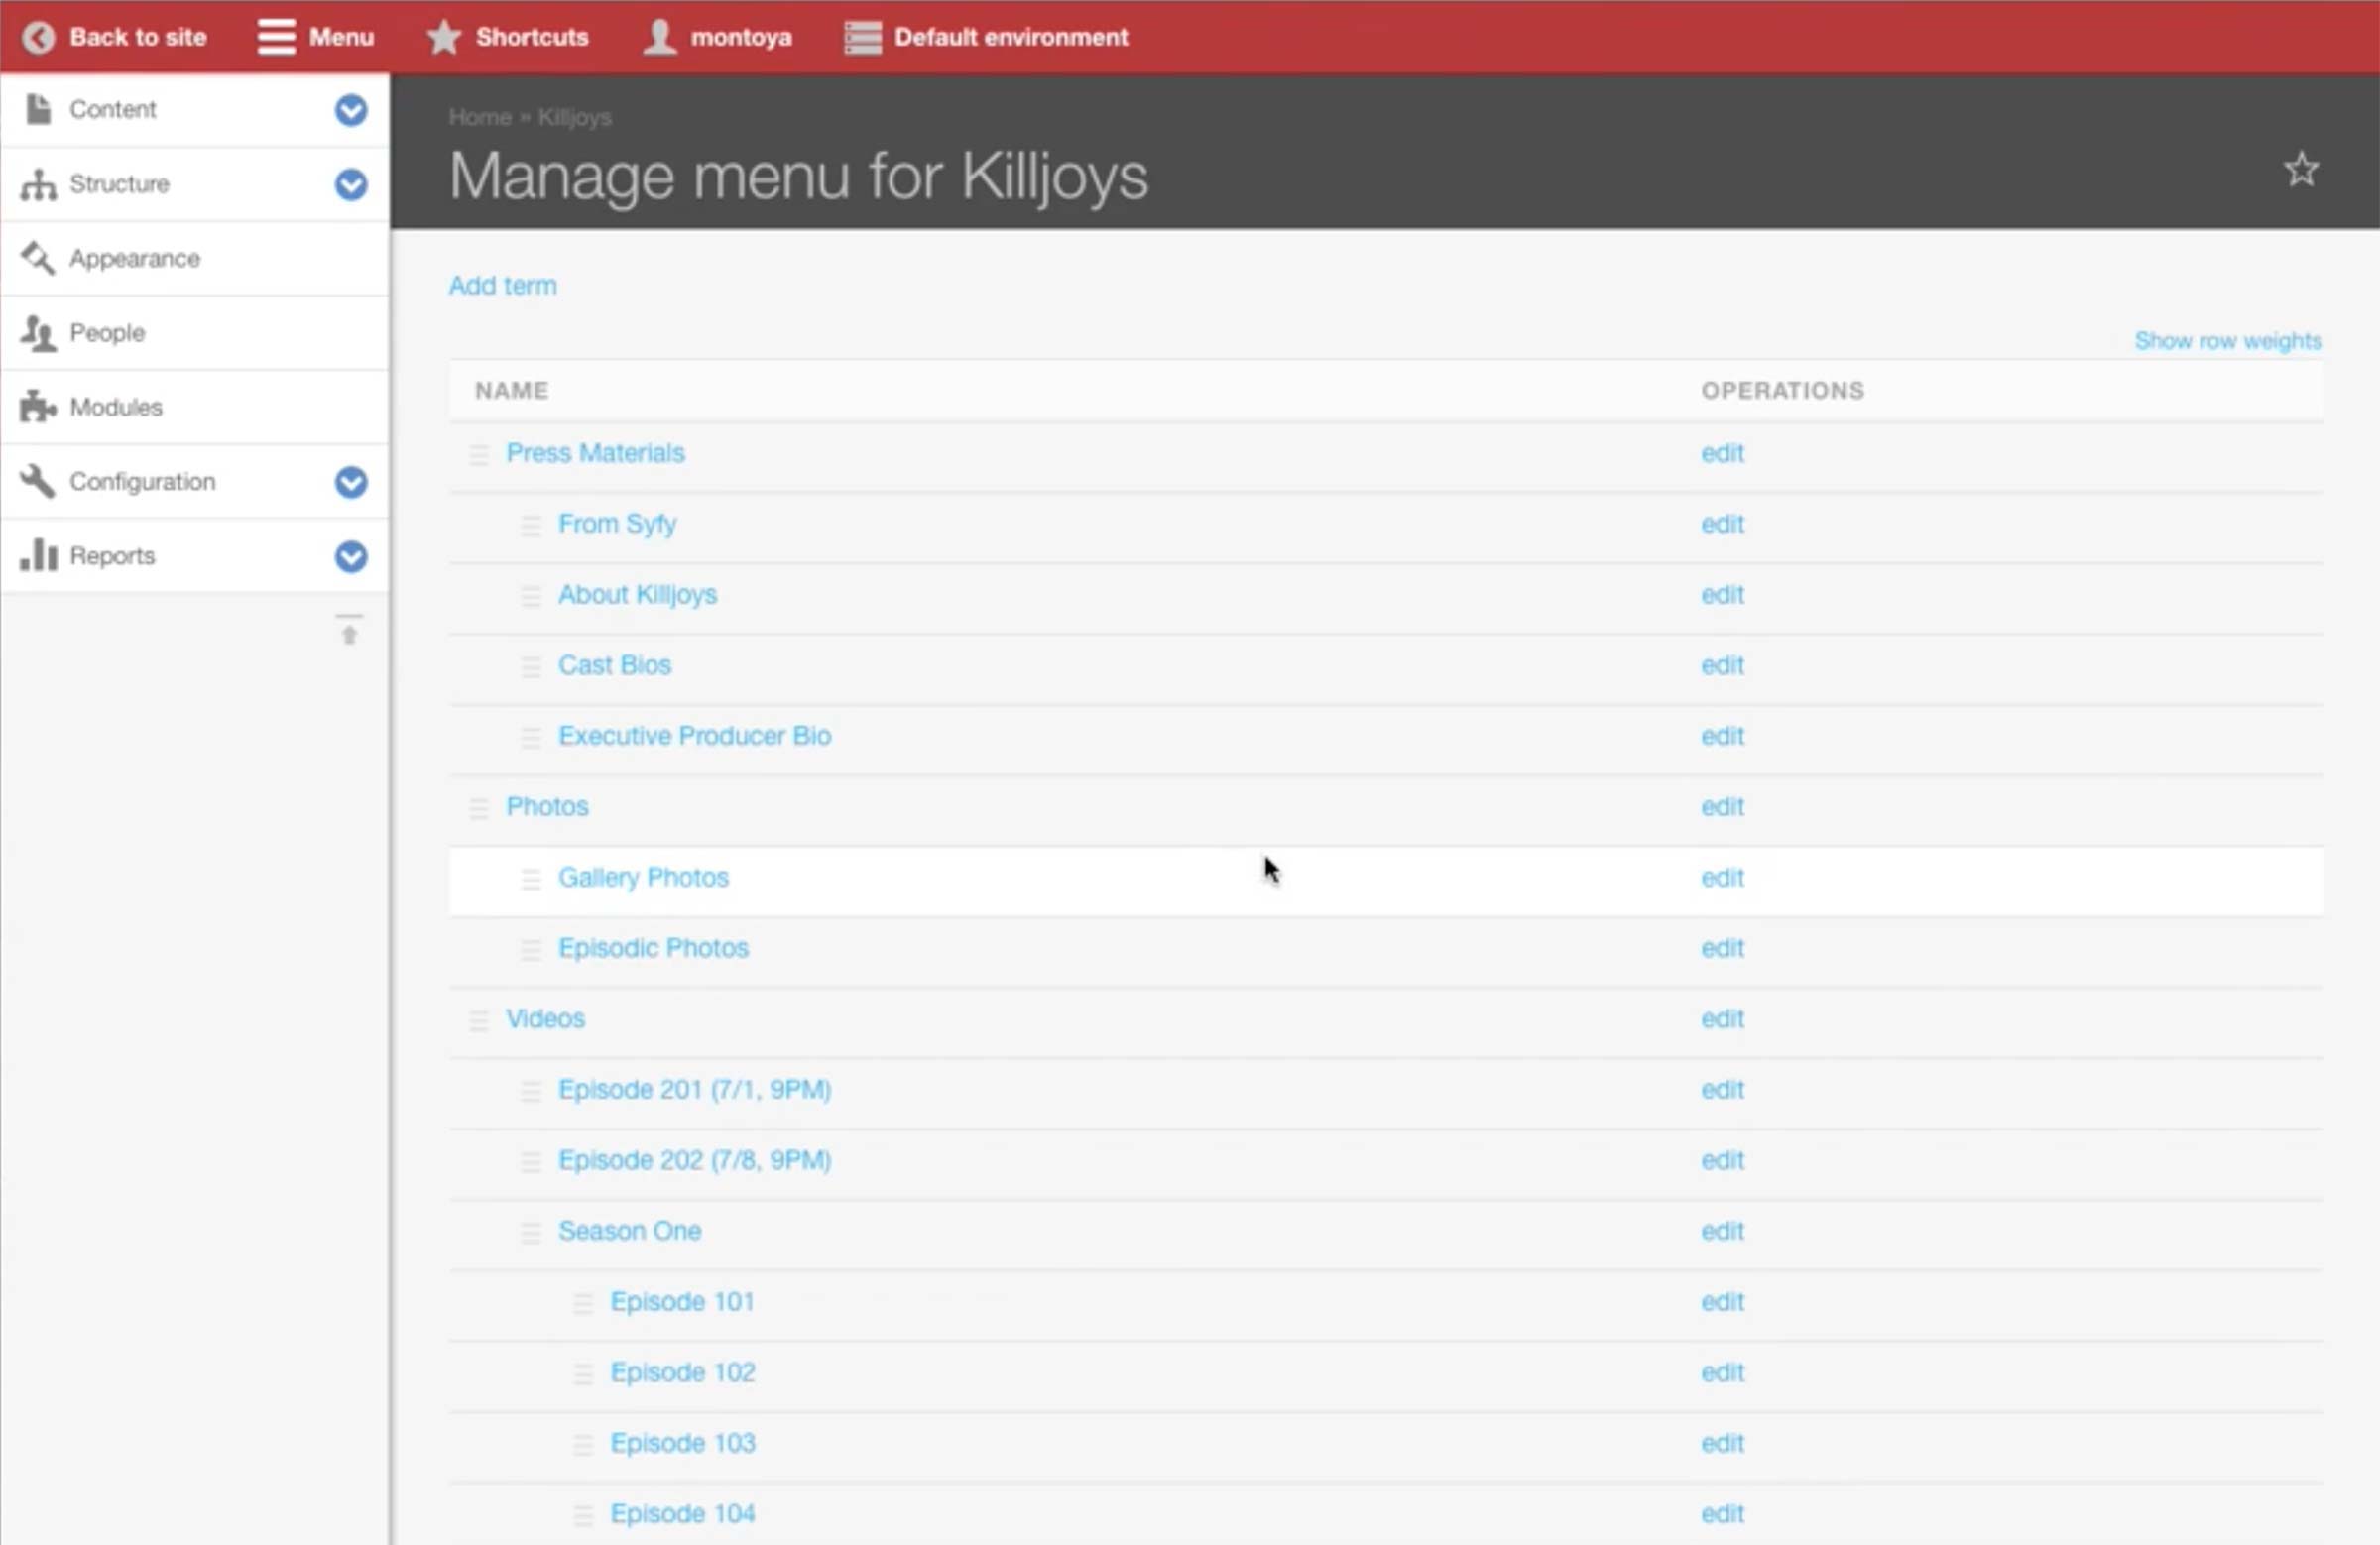 Back to site Menu Shortcuts montoya Default environment
Content
Structure
Appearance
People
Modules
Configuration
Reports
Home » Killjoys
Manage menu for Killjoys
Add term
Show row weights
NAME OPERATIONS
Press Materials edit
From Syfy edit
About Killjoys edit
Cast Bios edit
Executive Producer Bio edit
Photos edit
Gallery Photos edit
Episodic Photos edit
Videos edit
Episode 201 (7/1, 9PM) edit
Episode 202 (7/8, 9PM) edit
Season One edit
Episode 101 edit
Episode 102 edit
Episode 103 edit
Episode 104 edit